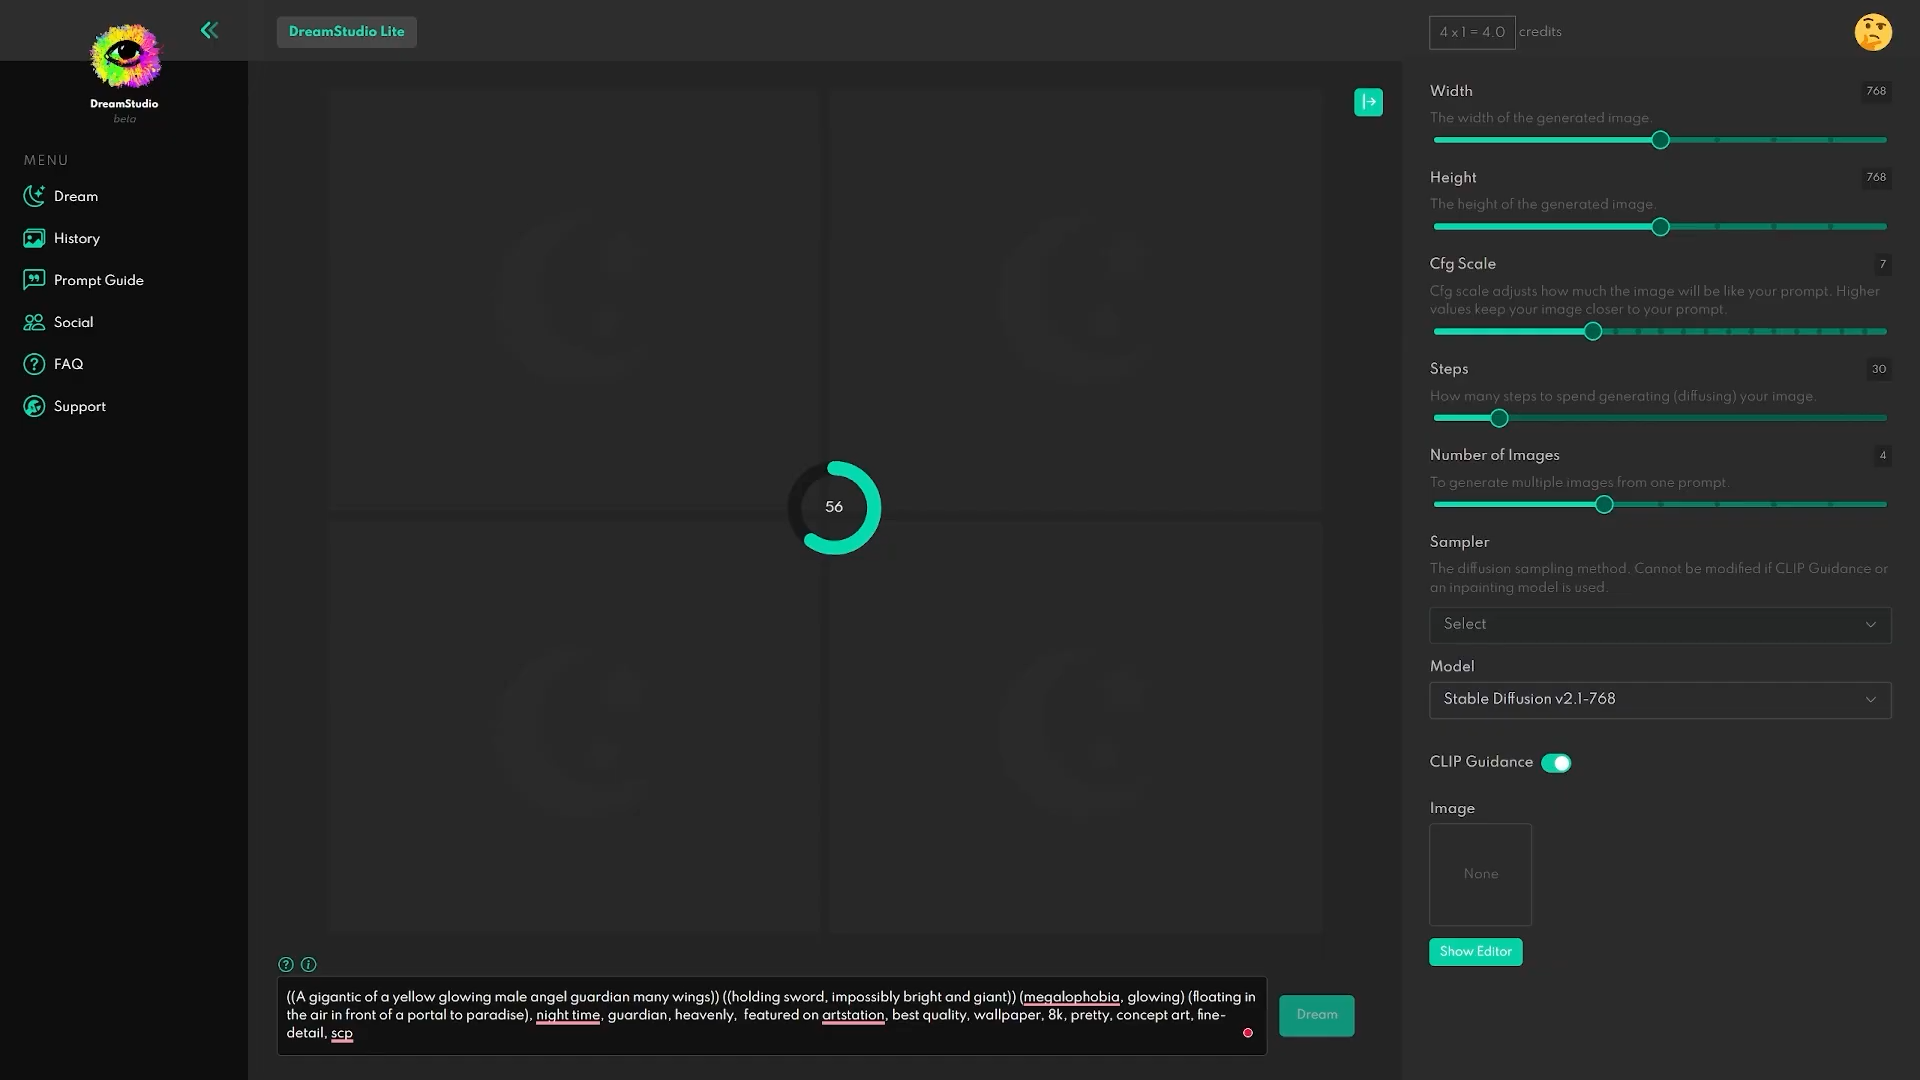 DreamStudio Lite
4 x 1 = 4.0 credits
DreamStudio
beta
MENU
Dream
History
Prompt Guide
Social
FAQ
Support
56
((A gigantic of a yellow glowing male angel guardian many wings)) ((holding sword, impossibly bright and giant)) (megalophobia, glowing) (floating in
the air in front of a portal to paradise), night time, guardian, heavenly,  featured on artstation, best quality, wallpaper, 8k, pretty, concept art, fine-
detail, scp
Dream
Width
768
The width of the generated image.
Height
768
The height of the generated image.
Cfg Scale
7
Cfg scale adjusts how much the image will be like your prompt. Higher
values keep your image closer to your prompt.
Steps
30
How many steps to spend generating (diffusing) your image.
Number of Images
4
To generate multiple images from one prompt.
Sampler
The diffusion sampling method. Cannot be modified if CLIP Guidance or
an inpainting model is used.
Select
Model
Stable Diffusion v2.1-768
CLIP Guidance
Image
None
Show Editor